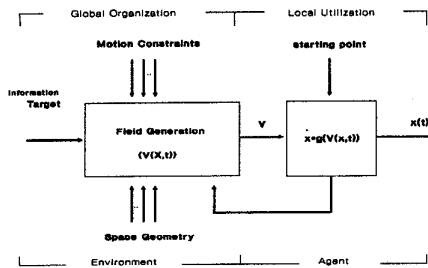 Global Organization
Local Utilization
Motion Constraints
starting point
Information
Target
Field Generation
(V(X,t))
V
ẋ=g(V(x,t))
x(t)
Space Geometry
Environment
Agent